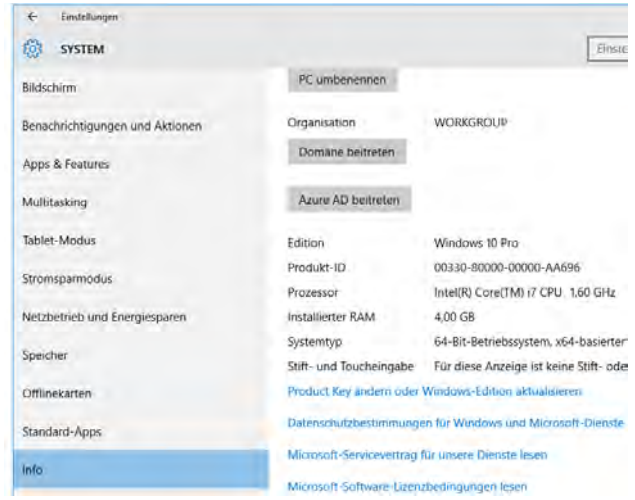 Einstellungen
SYSTEM
Bildschirm
Benachrichtigungen und Aktionen
Apps & Features
Multitasking
Tablet-Modus
Stromsparmodus
Netzbetrieb und Energiesparen
Speicher
Offlinekarten
Standard-Apps
Info
PC umbenennen
Organisation WORKGROUP
Domäne beitreten
Azure AD beitreten
Edition Windows 10 Pro
Produkt-ID 00330-80000-00000-AA696
Prozessor Intel(R) Core(TM) i7 CPU 1,60 GHz
Installierter RAM 4,00 GB
Systemtyp 64-Bit-Betriebssystem, x64-basierter
Stift- und Toucheingabe Für diese Anzeige ist keine Stift- oder
Product Key ändern oder Windows-Edition aktualisieren
Datenschutzbestimmungen für Windows und Microsoft-Dienste
Microsoft-Servicevertrag für unsere Dienste lesen
Microsoft-Software-Lizenzbedingungen lesen